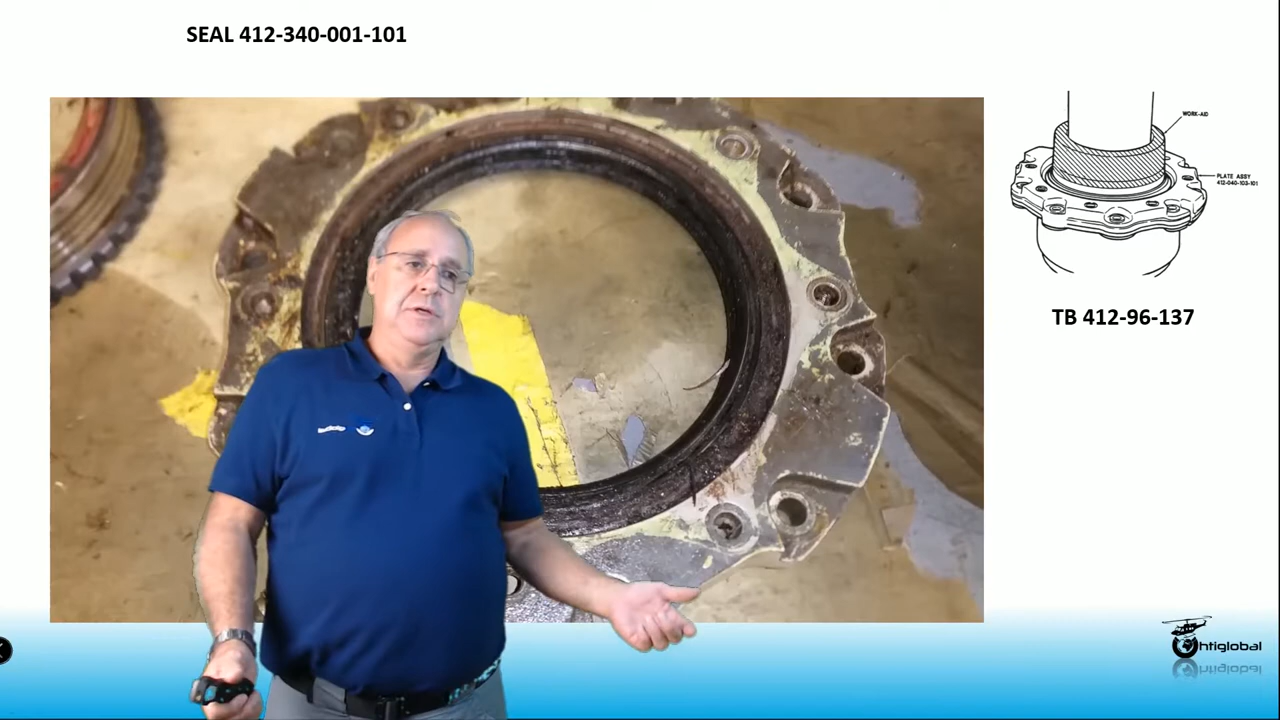 SEAL 412-340-001-101
WORK-AID
PLATE ASSY
412-040-103-101
TB 412-96-137
htiglobal